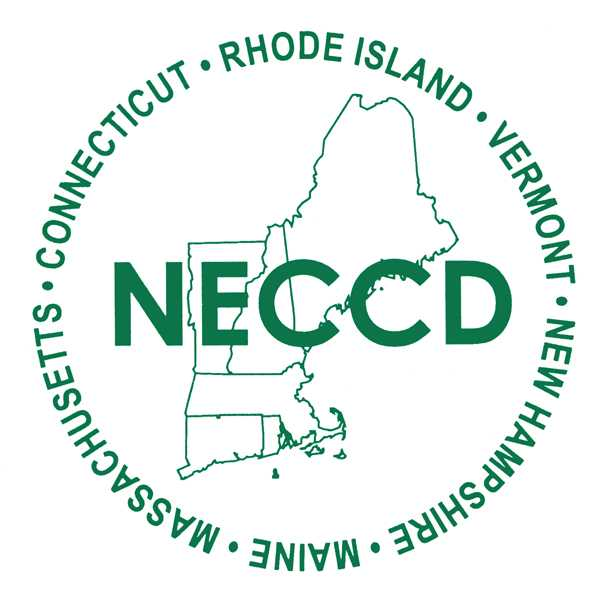 CONNECTICUT • RHODE ISLAND • VERMONT • NEW HAMPSHIRE • MAINE • MASSACHUSETTS •
NECCD